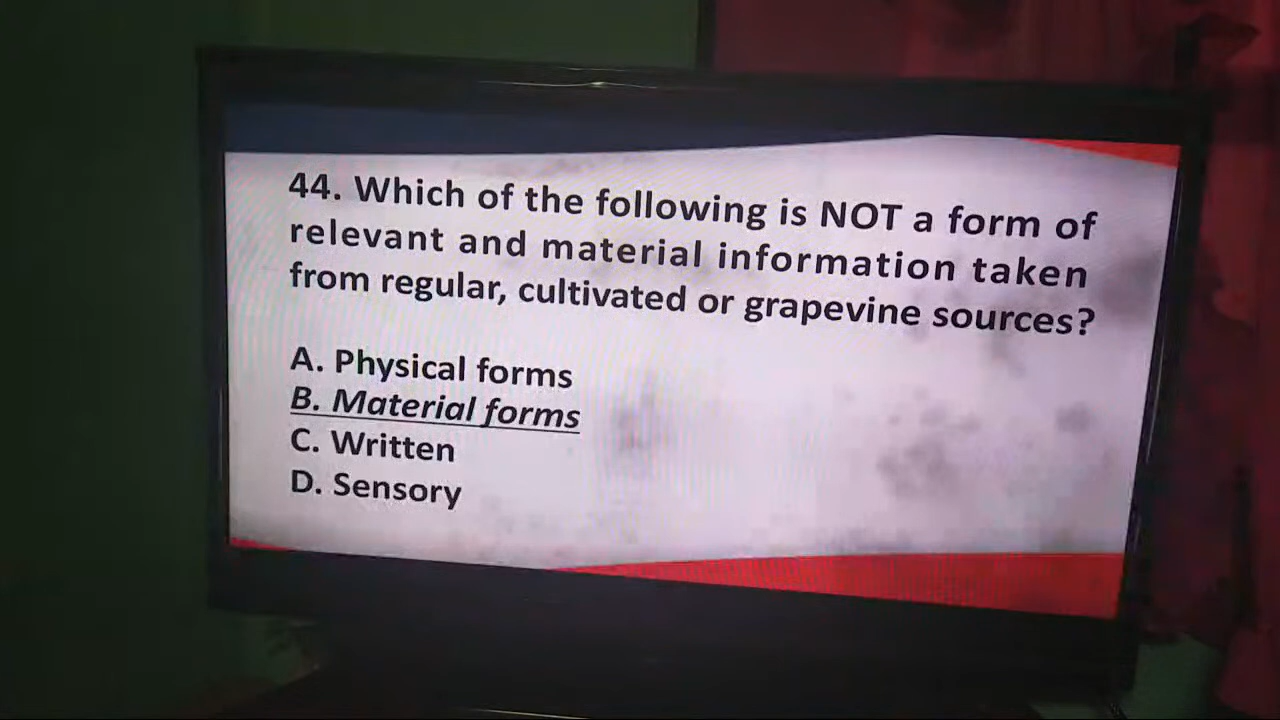 44. Which of the following is NOT a form of
relevant and material information taken
from regular, cultivated or grapevine sources?
A. Physical forms
B. Material forms
C. Written
D. Sensory